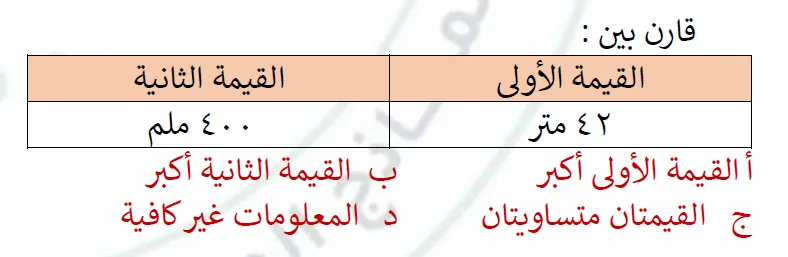 قارن بين :
القيمة الأولى القيمة الثانية
٤٢ متر ٤٠٠ ملم
أ القيمة الأولى أكبر ب القيمة الثانية أكبر
ج القيمتان متساويتان د المعلومات غير كافية